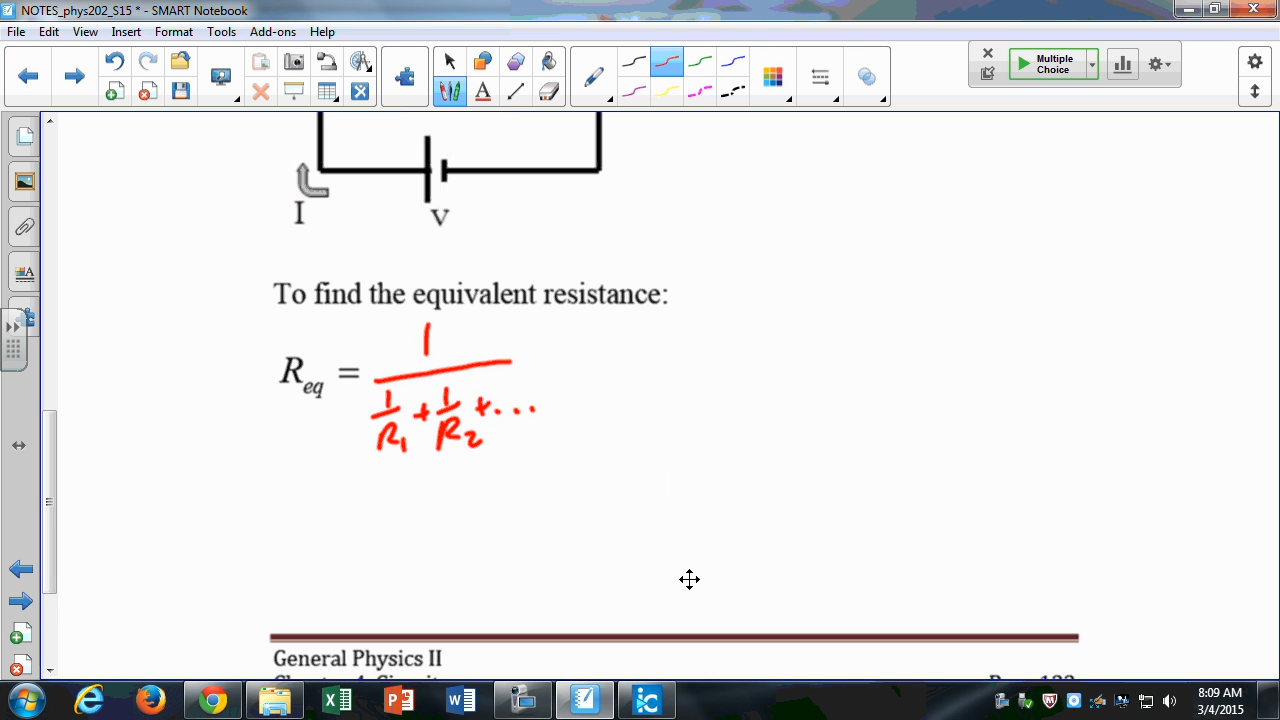 NOTES_phys202_S15 * - SMART Notebook
File Edit View Insert Format Tools Add-ons Help
Multiple
Choice
I
V
To find the equivalent resistance:
1
R_eq =
1/R₁ + 1/R₂ + ...
General Physics II
8:09 AM
3/4/2015